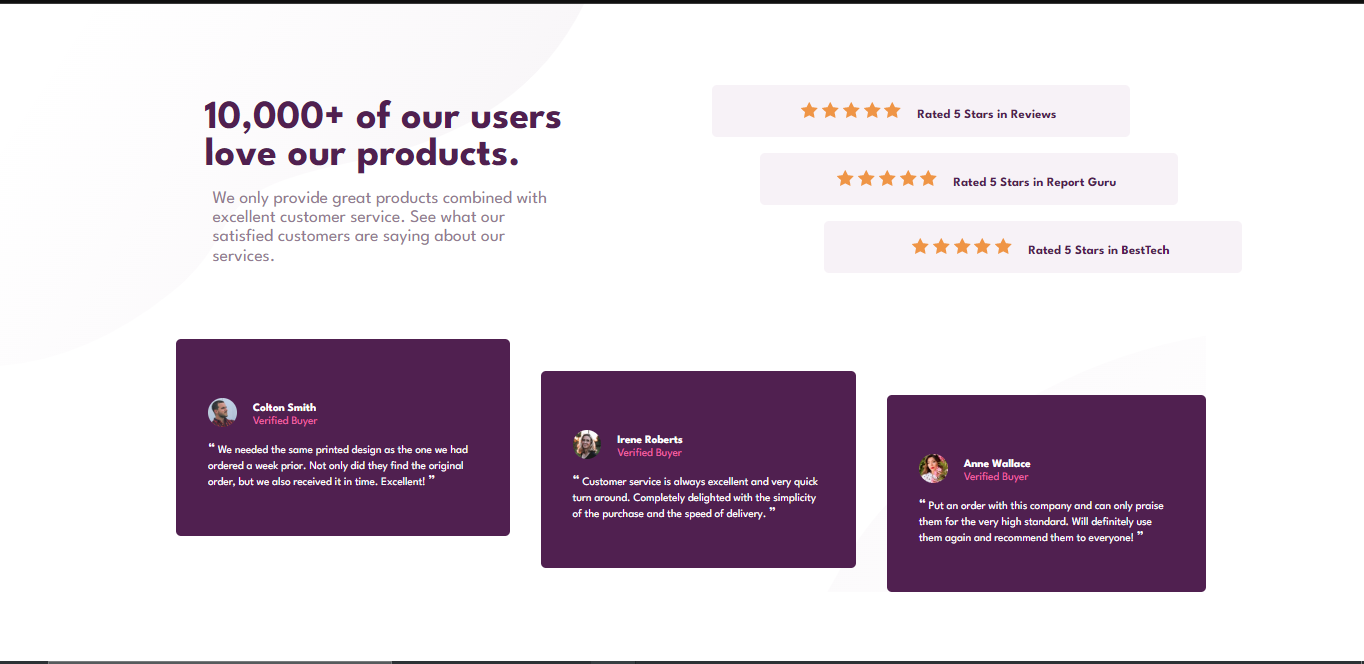 10,000+ of our users
love our products.
We only provide great products combined with
excellent customer service. See what our
satisfied customers are saying about our
services.
Rated 5 Stars in Reviews
Rated 5 Stars in Report Guru
Rated 5 Stars in BestTech
Colton Smith
Verified Buyer
“ We needed the same printed design as the one we had
ordered a week prior. Not only did they find the original
order, but we also received it in time. Excellent! ”
Irene Roberts
Verified Buyer
“ Customer service is always excellent and very quick
turn around. Completely delighted with the simplicity
of the purchase and the speed of delivery. ”
Anne Wallace
Verified Buyer
“ Put an order with this company and can only praise
them for the very high standard. Will definitely use
them again and recommend them to everyone! ”